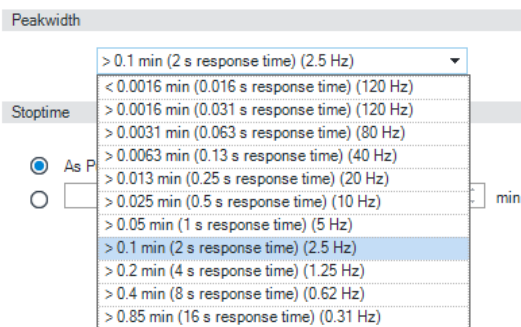 Peakwidth
> 0.1 min (2 s response time) (2.5 Hz)
< 0.0016 min (0.016 s response time) (120 Hz)
> 0.0016 min (0.031 s response time) (120 Hz)
Stoptime
> 0.0031 min (0.063 s response time) (80 Hz)
> 0.0063 min (0.13 s response time) (40 Hz)
As P
> 0.013 min (0.25 s response time) (20 Hz)
> 0.025 min (0.5 s response time) (10 Hz)
min
> 0.05 min (1 s response time) (5 Hz)
> 0.1 min (2 s response time) (2.5 Hz)
> 0.2 min (4 s response time) (1.25 Hz)
> 0.4 min (8 s response time) (0.62 Hz)
> 0.85 min (16 s response time) (0.31 Hz)